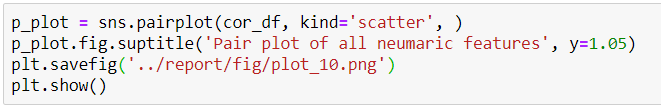 p_plot = sns.pairplot(cor_df, kind='scatter', )
p_plot.fig.suptitle('Pair plot of all neumaric features', y=1.05)
plt.savefig('../report/fig/plot_10.png')
plt.show()